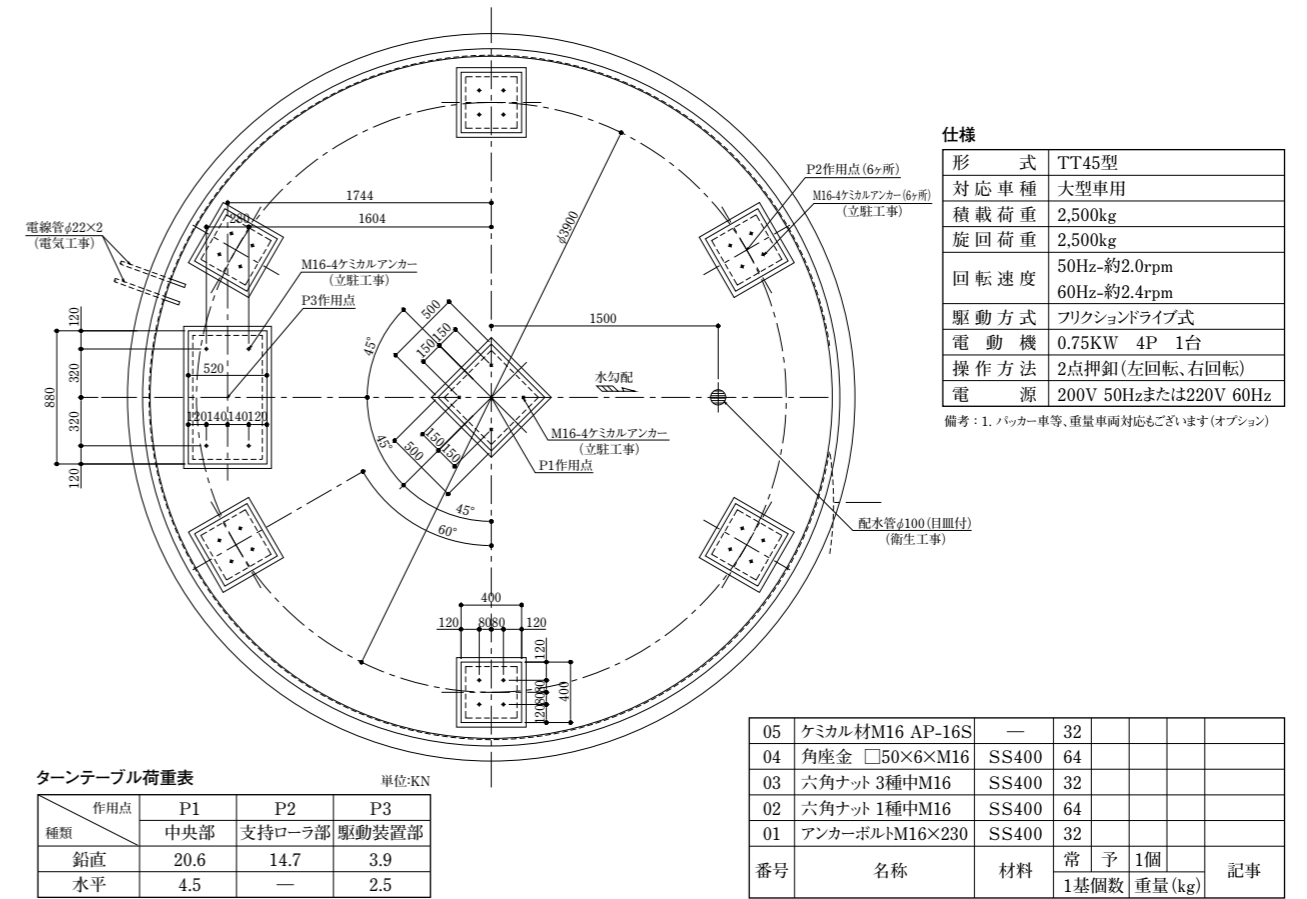 電線管φ22×2
(電気工事)
1744
1604
280
M16-4ケミカルアンカー
(立駐工事)
P3作用点
φ3900
P2作用点(6ヶ所)
M16-4ケミカルアンカー(6ヶ所)
(立駐工事)
120
320
880
320
120
520
120
140
140
120
45°
500
150
150
1500
水勾配
M16-4ケミカルアンカー
(立駐工事)
P1作用点
45°
500
150
150
45°
60°
配水管φ100(目皿付)
(衛生工事)
400
120
80
80
120
120
80
80
120
400
仕様
形式 TT45型
対応車種 大型車用
積載荷重 2,500kg
旋回荷重 2,500kg
回転速度 50Hz-約2.0rpm
60Hz-約2.4rpm
駆動方式 フリクションドライブ式
電動機 0.75KW 4P 1台
操作方法 2点押釦(左回転、右回転)
電源 200V 50Hzまたは220V 60Hz
備考：1. パッカー車等、重量車両対応もございます(オプション)
ターンテーブル荷重表 単位:KN
作用点 P1 P2 P3
種類 中央部 支持ローラ部 駆動装置部
鉛直 20.6 14.7 3.9
水平 4.5 — 2.5
05 ケミカル材M16 AP-16S — 32
04 角座金 □50×6×M16 SS400 64
03 六角ナット 3種中M16 SS400 32
02 六角ナット 1種中M16 SS400 64
01 アンカーボルトM16×230 SS400 32
番号 名称 材料 常 予 1個 記事
1基個数 重量(kg)